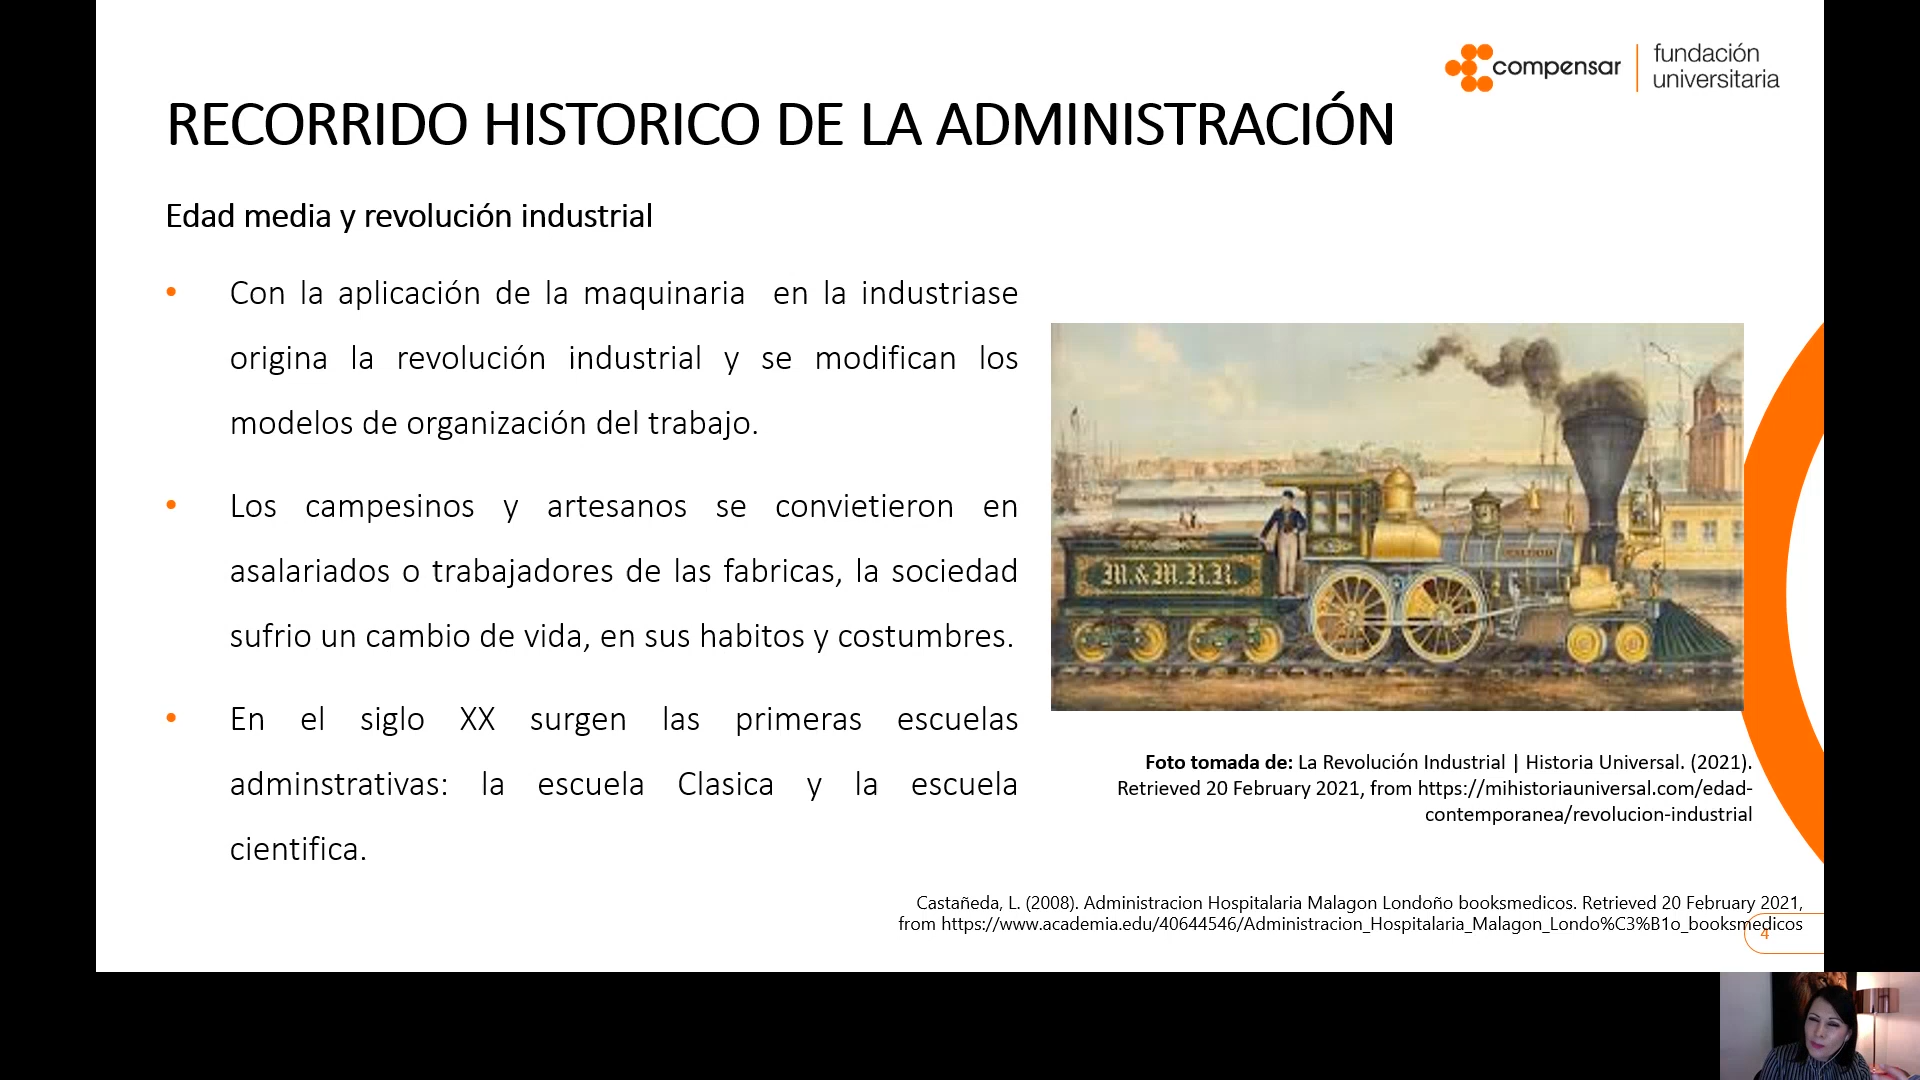 compensar
fundación
universitaria
RECORRIDO HISTORICO DE LA ADMINISTRACIÓN
Edad media y revolución industrial
• Con la aplicación de la maquinaria en la industriase
origina la revolución industrial y se modifican los
modelos de organización del trabajo.
• Los campesinos y artesanos se convietieron en
asalariados o trabajadores de las fabricas, la sociedad
sufrio un cambio de vida, en sus habitos y costumbres.
• En el siglo XX surgen las primeras escuelas
adminstrativas: la escuela Clasica y la escuela
cientifica.
M.&M.R.R.
Foto tomada de: La Revolución Industrial | Historia Universal. (2021).
Retrieved 20 February 2021, from https://mihistoriauniversal.com/edad-
contemporanea/revolucion-industrial
Castañeda, L. (2008). Administracion Hospitalaria Malagon Londoño booksmedicos. Retrieved 20 February 2021,
from https://www.academia.edu/40644546/Administracion_Hospitalaria_Malagon_Londo%C3%B1o_booksmedicos
4